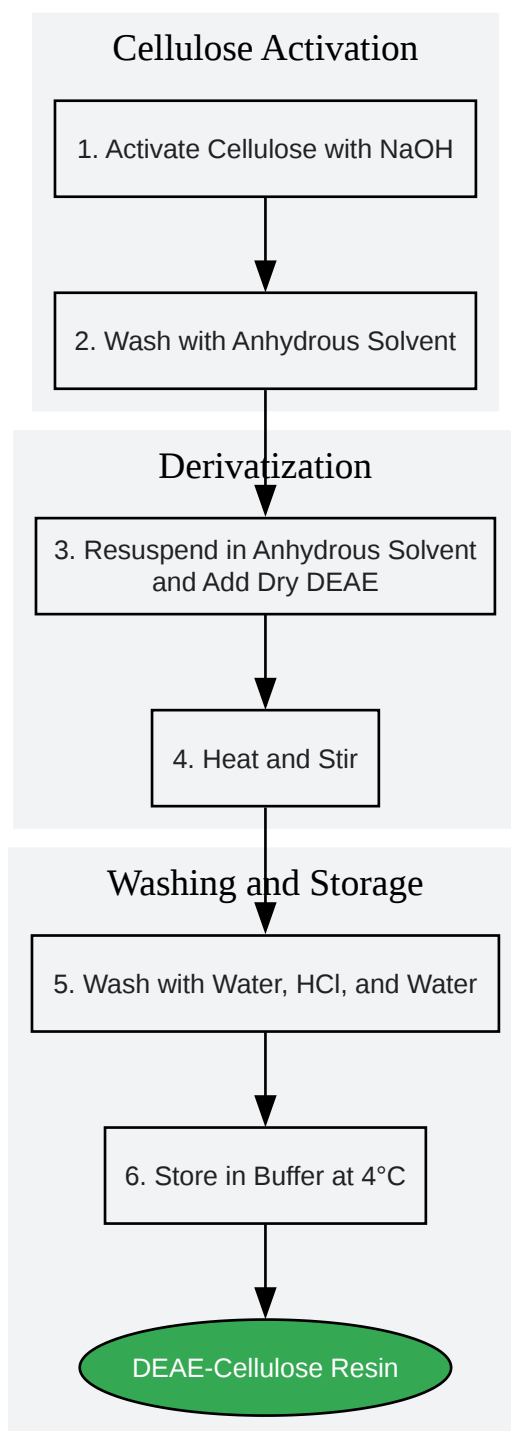 Cellulose Activation
1. Activate Cellulose with NaOH
2. Wash with Anhydrous Solvent
Derivatization
3. Resuspend in Anhydrous Solvent
and Add Dry DEAE
4. Heat and Stir
Washing and Storage
5. Wash with Water, HCl, and Water
6. Store in Buffer at 4°C
DEAE-Cellulose Resin